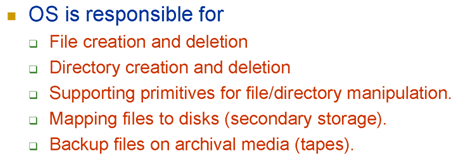 OS is responsible for
File creation and deletion
Directory creation and deletion
Supporting primitives for file/directory manipulation.
Mapping files to disks (secondary storage).
Backup files on archival media (tapes).